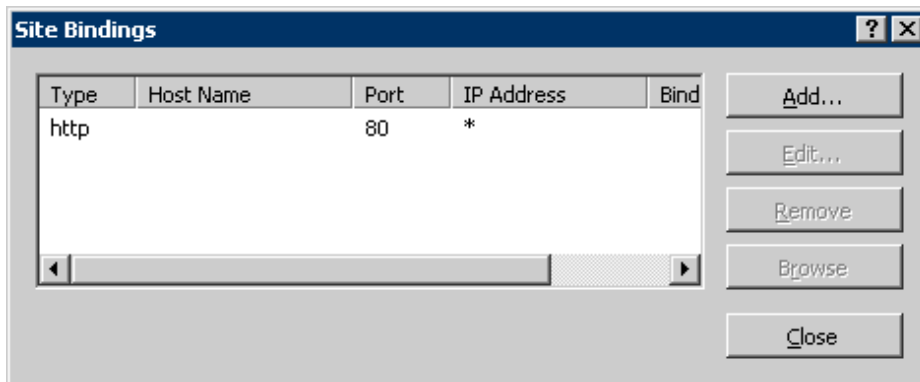 Site Bindings
Type Host Name Port IP Address Bind
http 80 *
Add...
Edit...
Remove
Browse
Close